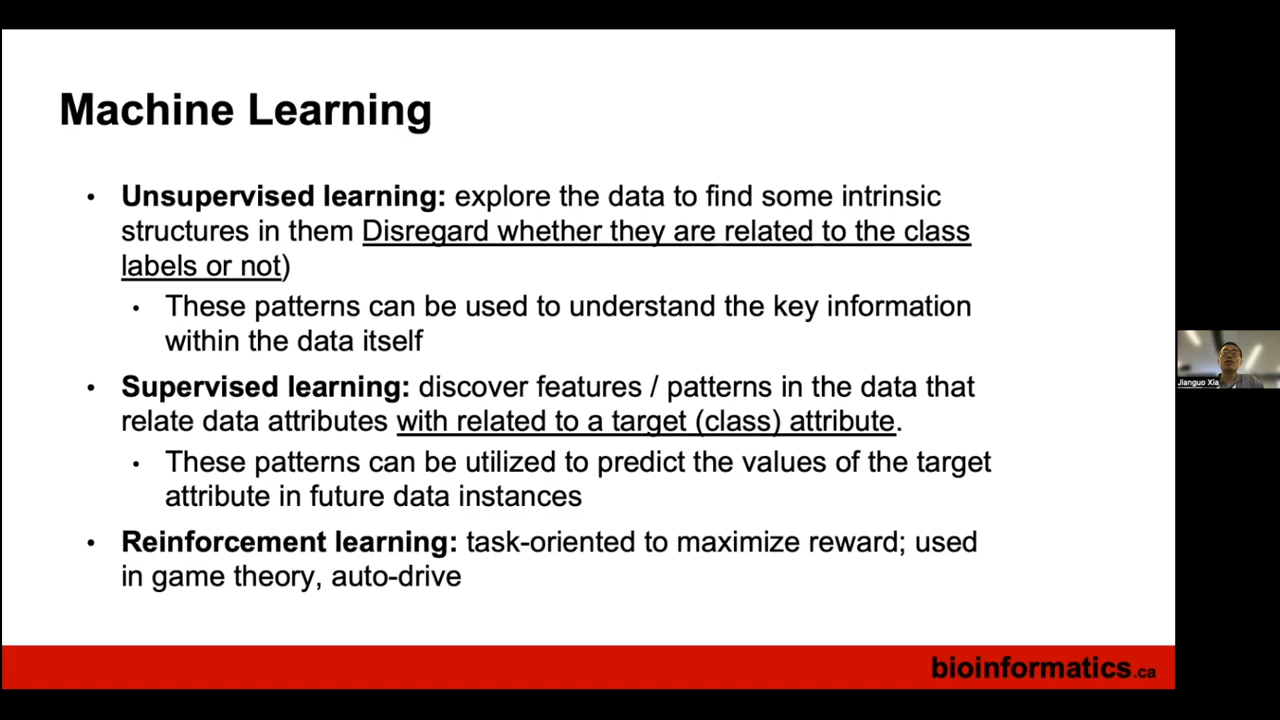 Machine Learning
• Unsupervised learning: explore the data to find some intrinsic
structures in them Disregard whether they are related to the class
labels or not)
• These patterns can be used to understand the key information
within the data itself
• Supervised learning: discover features / patterns in the data that
relate data attributes with related to a target (class) attribute.
• These patterns can be utilized to predict the values of the target
attribute in future data instances
• Reinforcement learning: task-oriented to maximize reward; used
in game theory, auto-drive
Jianguo Xia
bioinformatics.ca